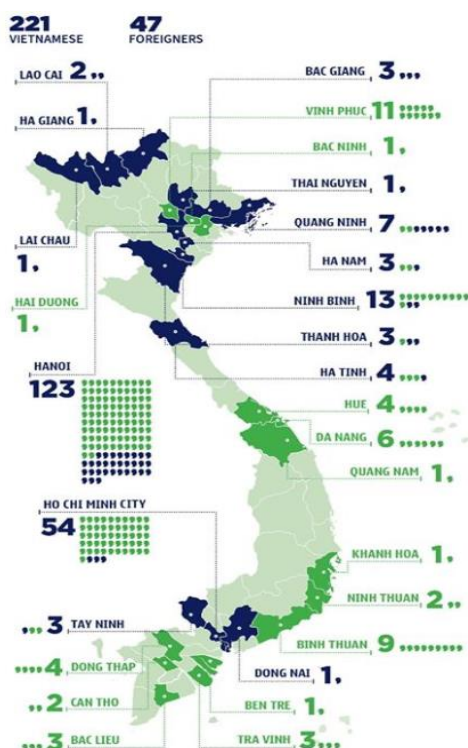 221
VIETNAMESE
47
FOREIGNERS
LAO CAI 2
BAC GIANG 3
VINH PHUC 11
HA GIANG 1
BAC NINH 1
THAI NGUYEN 1
QUANG NINH 7
LAI CHAU
1
HA NAM 3
HAI DUONG
1
NINH BINH 13
THANH HOA 3
HANOI
123
HA TINH 4
HUE 4
DA NANG 6
QUANG NAM 1
HO CHI MINH CITY
54
KHANH HOA 1
NINH THUAN 2
3 TAY NINH
BINH THUAN 9
4 DONG THAP
DONG NAI 1
2 CAN THO
BEN TRE 1
3 BAC LIEU
TRA VINH 3